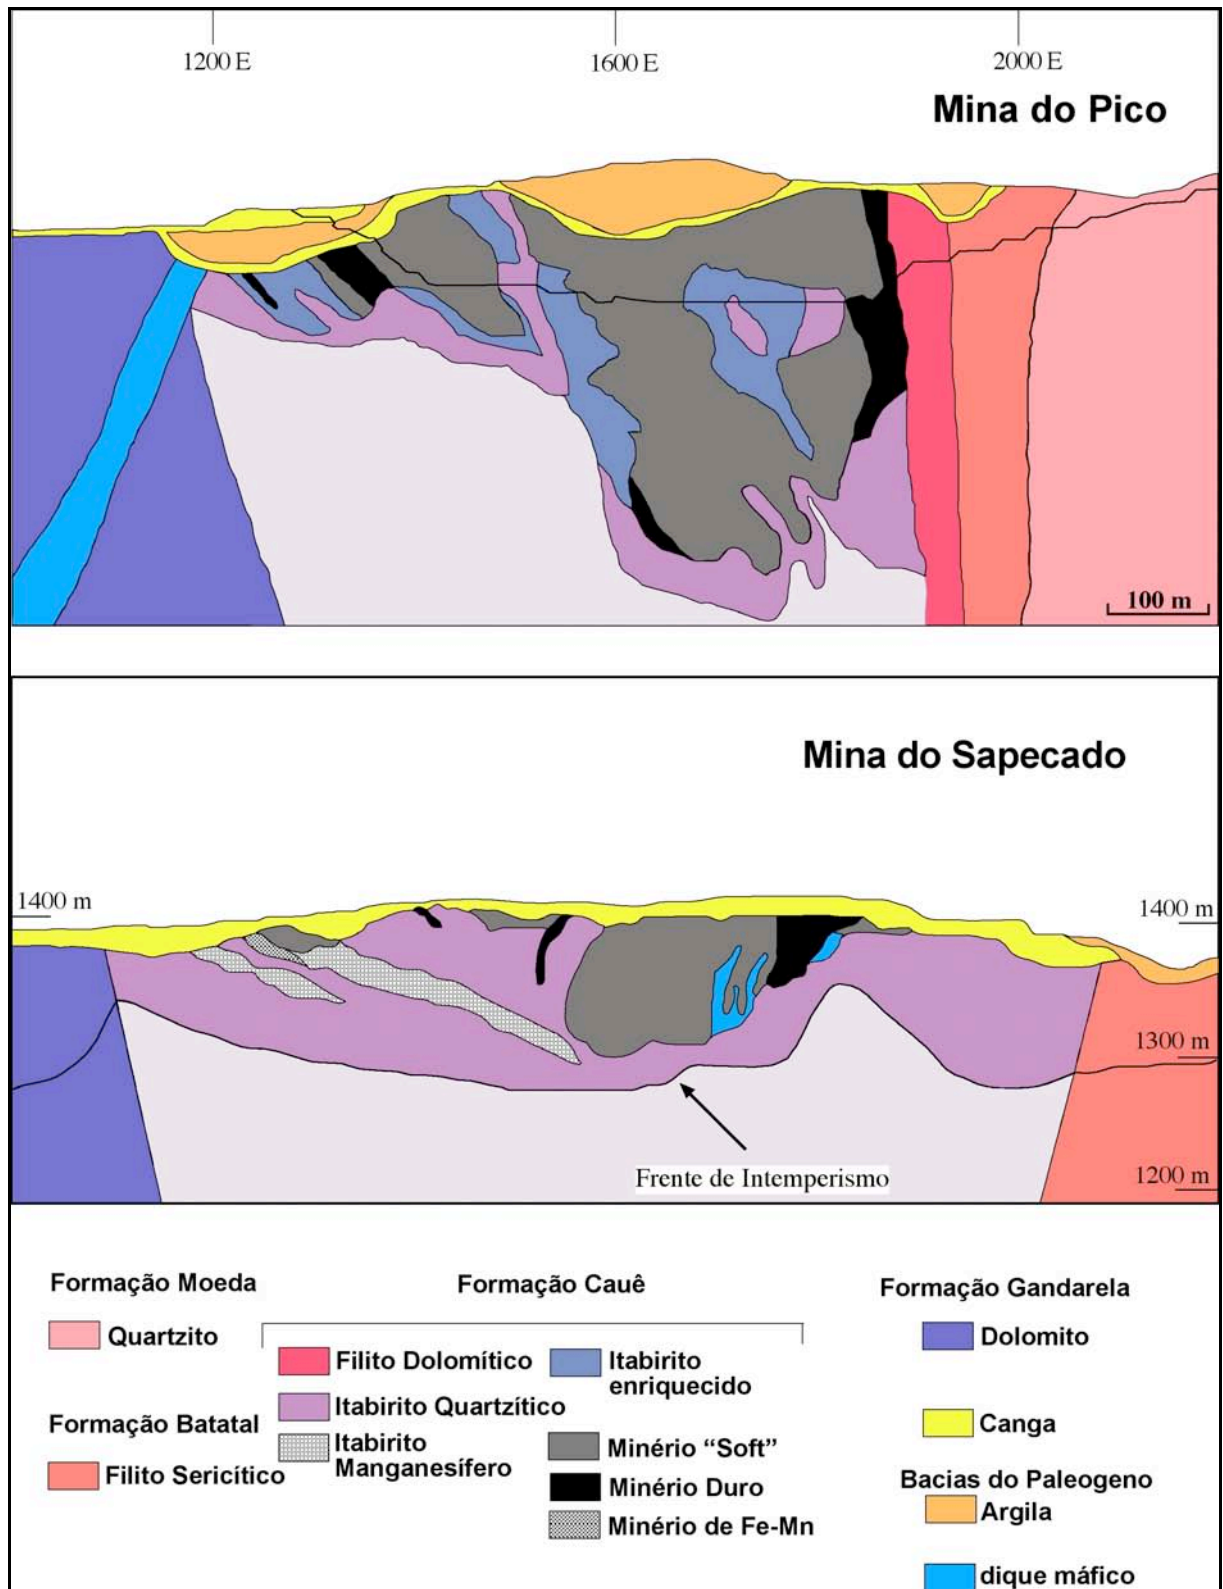 1200 E
1600 E
2000 E
Mina do Pico
100 m
Mina do Sapecado
1400 m
1400 m
1300 m
Frente de Intemperismo
1200 m
Formação Moeda
Quartzito
Formação Batatal
Filito Sericítico
Formação Cauê
Filito Dolomítico
Itabirito Quartzítico
Itabirito
Manganesífero
Itabirito
enriquecido
Minério “Soft”
Minério Duro
Minério de Fe-Mn
Formação Gandarela
Dolomito
Canga
Bacias do Paleogeno
Argila
dique máfico